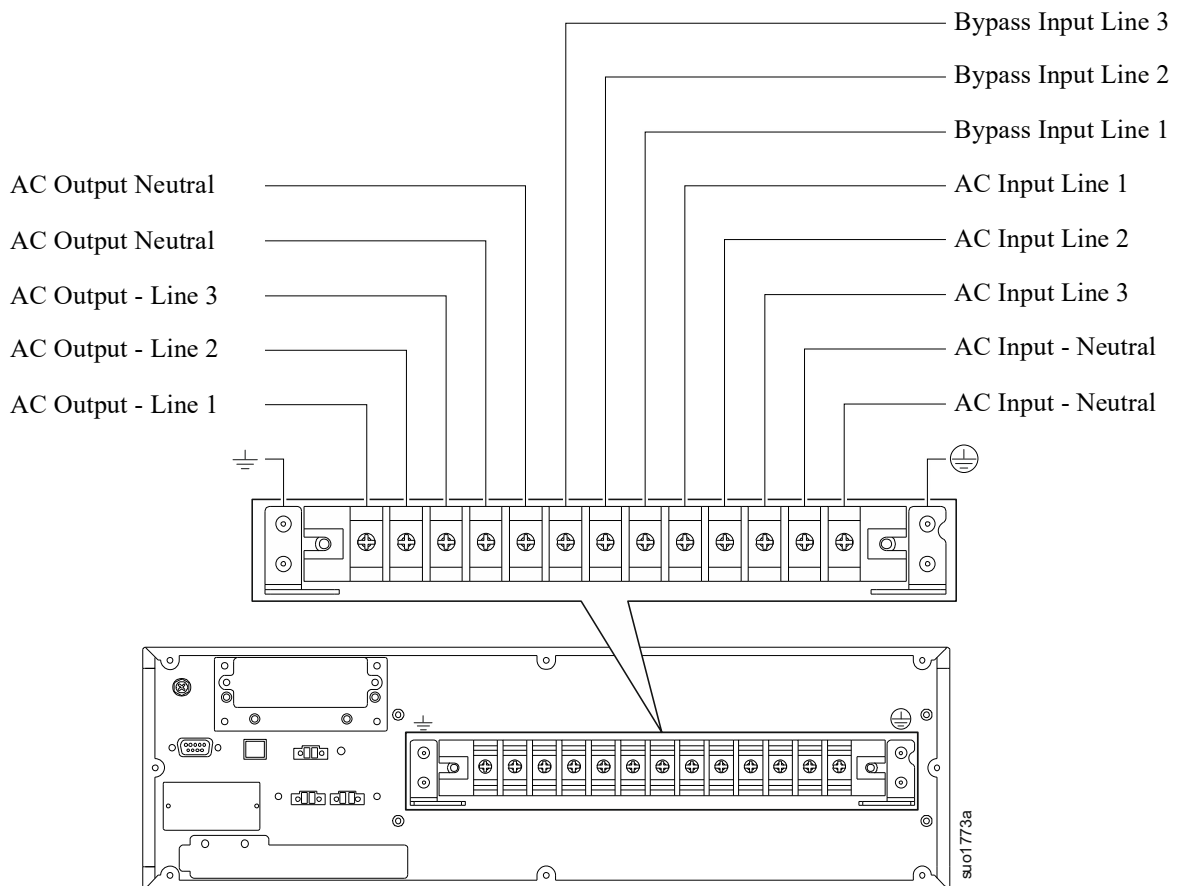 Bypass Input Line 3
Bypass Input Line 2
Bypass Input Line 1
AC Output Neutral
AC Input Line 1
AC Output Neutral
AC Input Line 2
AC Output - Line 3
AC Input Line 3
AC Output - Line 2
AC Input - Neutral
AC Output - Line 1
AC Input - Neutral
suo1773a